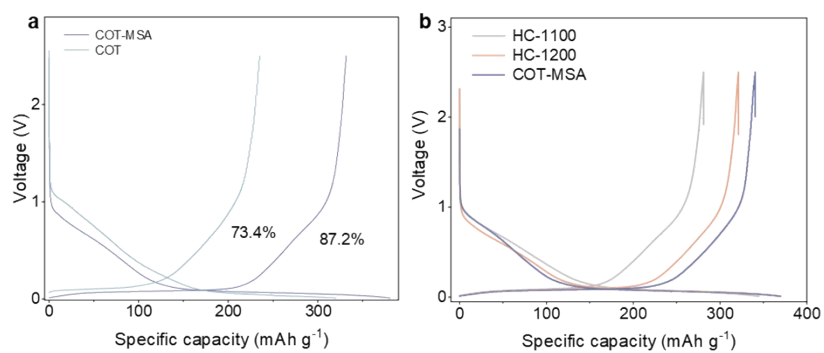 a
COT-MSA
COT
2
1
0
Voltage (V)
73.4%
87.2%
0
100
200
300
Specific capacity (mAh g⁻¹)
b
HC-1100
HC-1200
COT-MSA
3
2
1
0
Voltage (V)
0
100
200
300
400
Specific capacity (mAh g⁻¹)